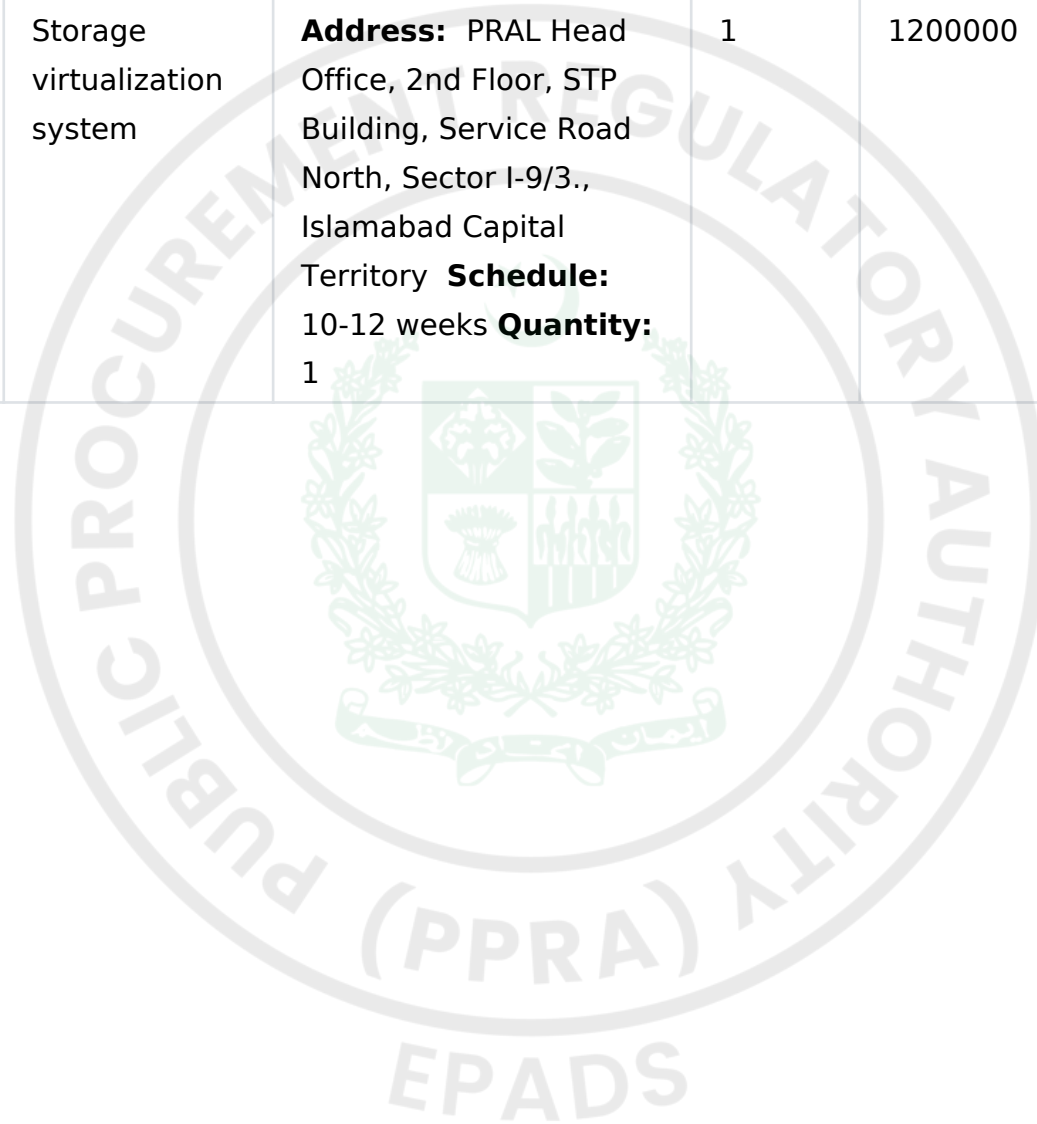 Storage virtualization system
Address: PRAL Head Office, 2nd Floor, STP Building, Service Road North, Sector I-9/3., Islamabad Capital Territory Schedule: 10-12 weeks Quantity: 1
1
1200000
PUBLIC PROCUREMENT REGULATORY AUTHORITY
(PPRA)
EPADS